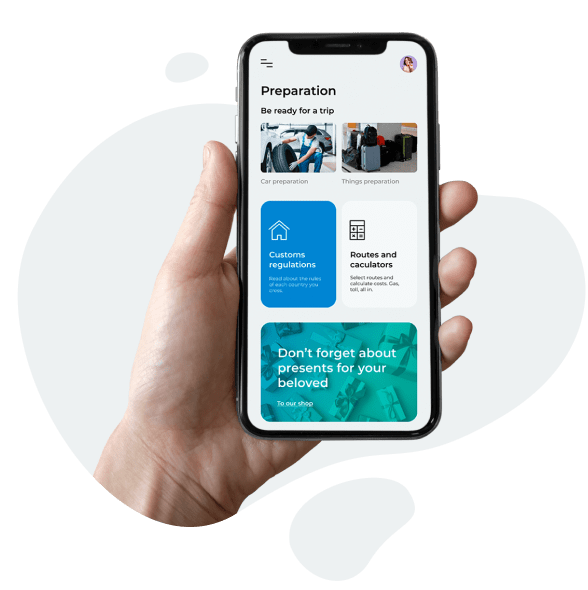 Preparation
Be ready for a trip
Car preparation
Things preparation
Customs
regulations
Read about the rules
of each country you
cross.
Routes and
caculators
Select routes and
calculate costs. Gas,
toll, all in.
Don't forget about
presents for your
beloved
To our shop